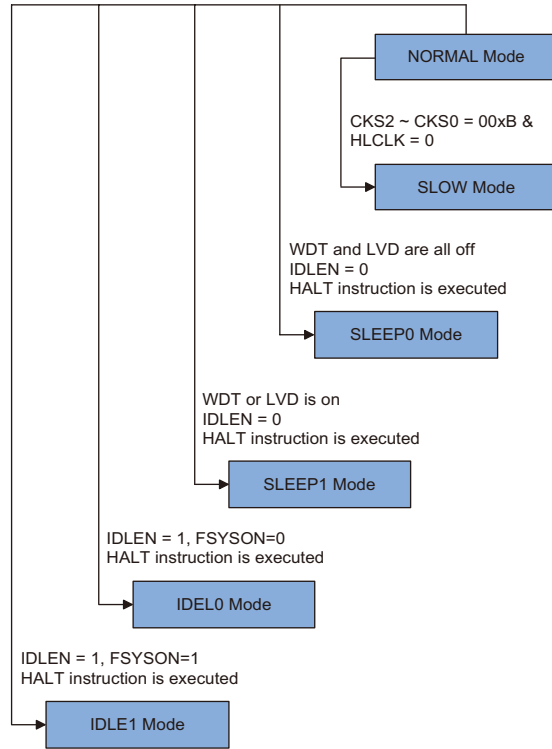 NORMAL Mode
CKS2 ~ CKS0 = 00xB &
HLCLK = 0
SLOW Mode
WDT and LVD are all off
IDLEN = 0
HALT instruction is executed
SLEEP0 Mode
WDT or LVD is on
IDLEN = 0
HALT instruction is executed
SLEEP1 Mode
IDLEN = 1, FSYSON=0
HALT instruction is executed
IDEL0 Mode
IDLEN = 1, FSYSON=1
HALT instruction is executed
IDLE1 Mode